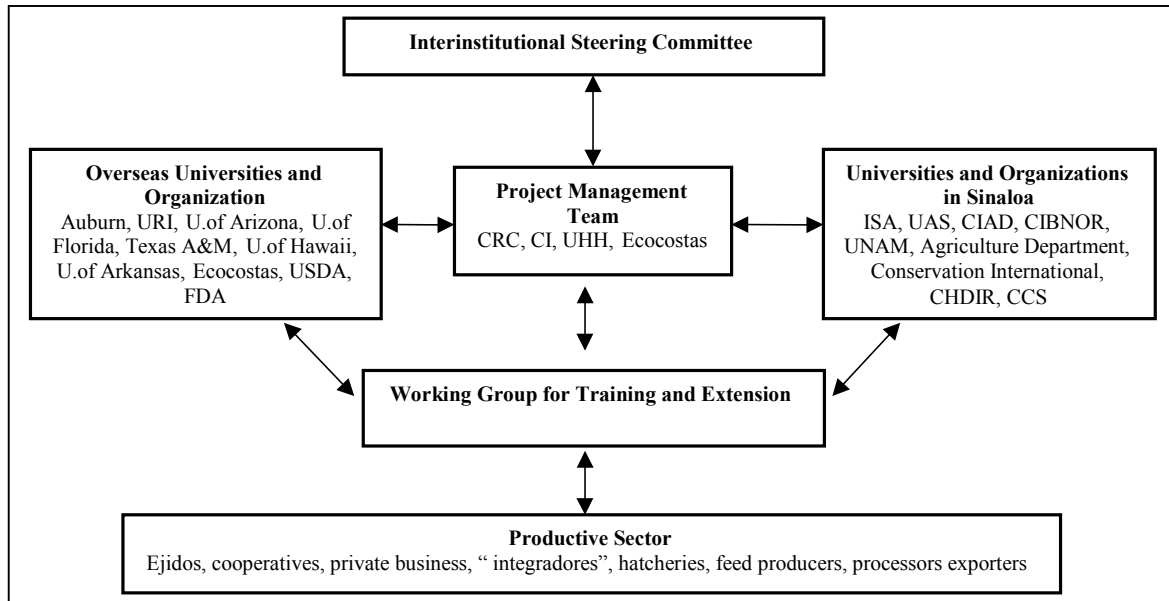 Interinstitutional Steering Committee
Overseas Universities and
Organization
Auburn, URI, U.of Arizona, U.of
Florida, Texas A&M, U.of Hawaii,
U.of Arkansas, Ecocostas, USDA,
FDA
Project Management
Team
CRC, CI, UHH, Ecocostas
Universities and Organizations
in Sinaloa
ISA, UAS, CIAD, CIBNOR,
UNAM, Agriculture Department,
Conservation International,
CHDIR, CCS
Working Group for Training and Extension
Productive Sector
Ejidos, cooperatives, private business, “ integradores”, hatcheries, feed producers, processors exporters